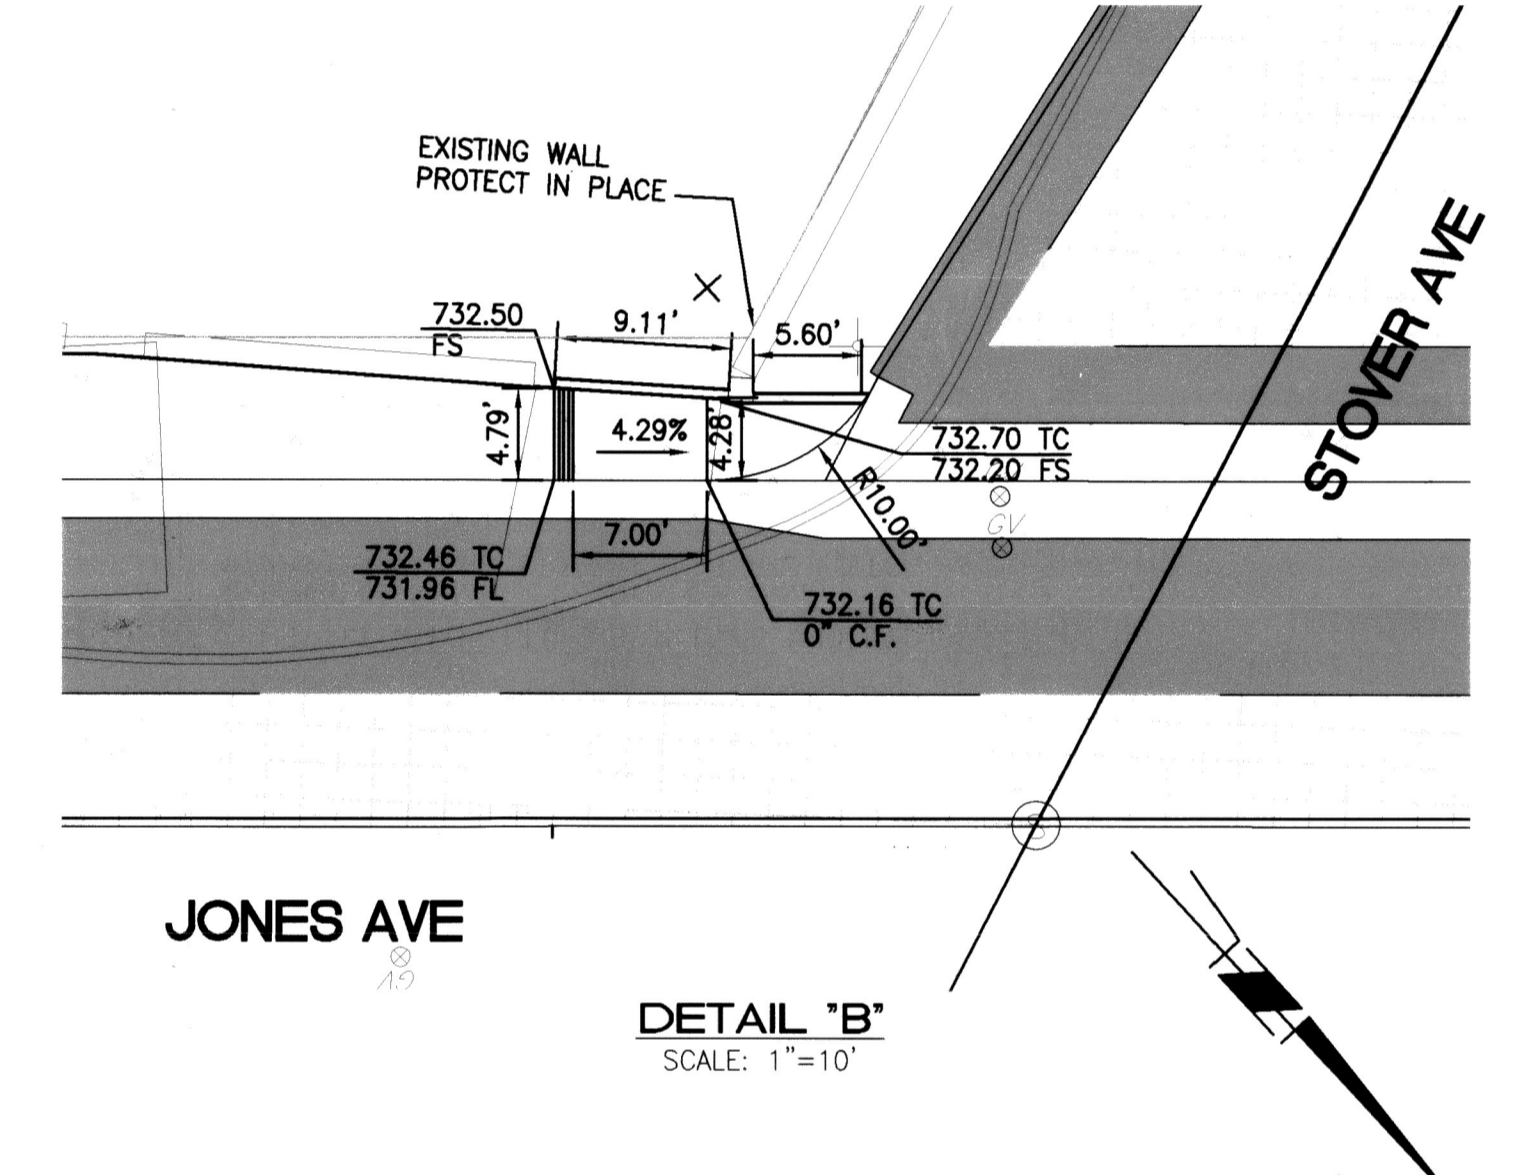 EXISTING WALL
PROTECT IN PLACE
732.50
FS
9.11'
5.60'
4.79'
4.29%
4.28'
732.70 TC
732.20 FS
R10.00'
GV
7.00'
732.46 TC
731.96 FL
732.16 TC
0" C.F.
STOVER AVE
S
JONES AVE
GV
DETAIL "B"
SCALE: 1"=10'